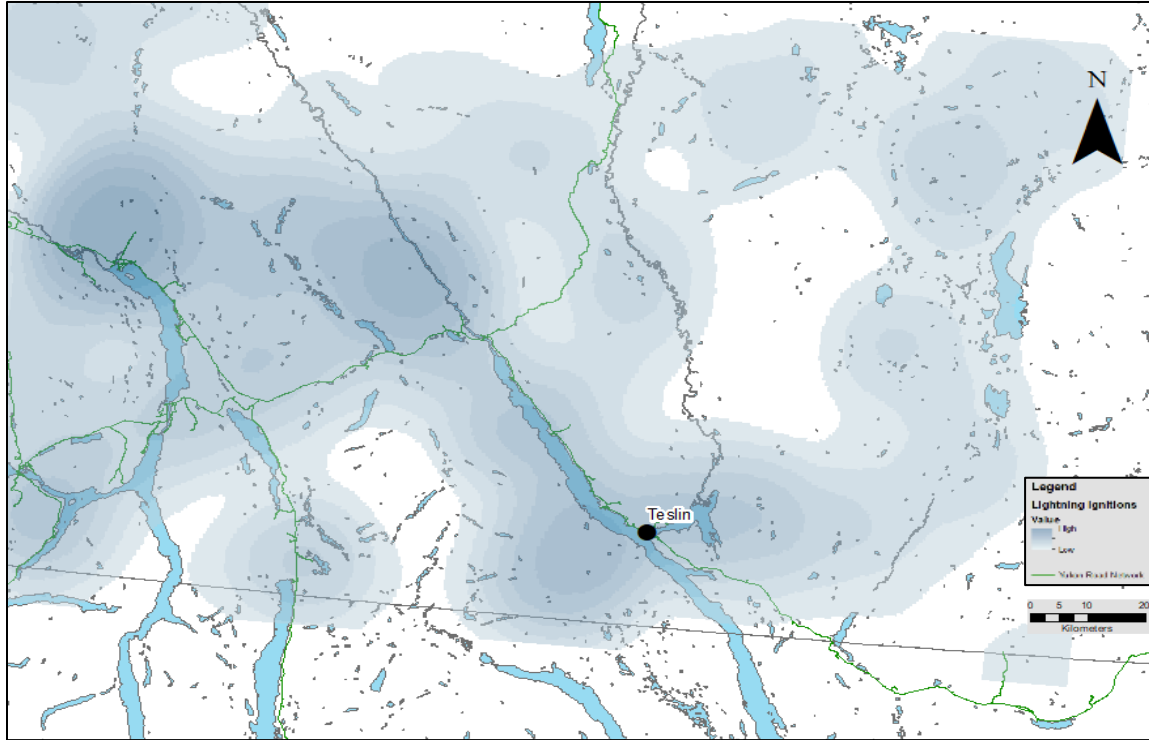 N
Teslin
Legend
Lightning Ignitions
Value
High
Low
Yukon Road Network
0 5 10 20
Kilometers